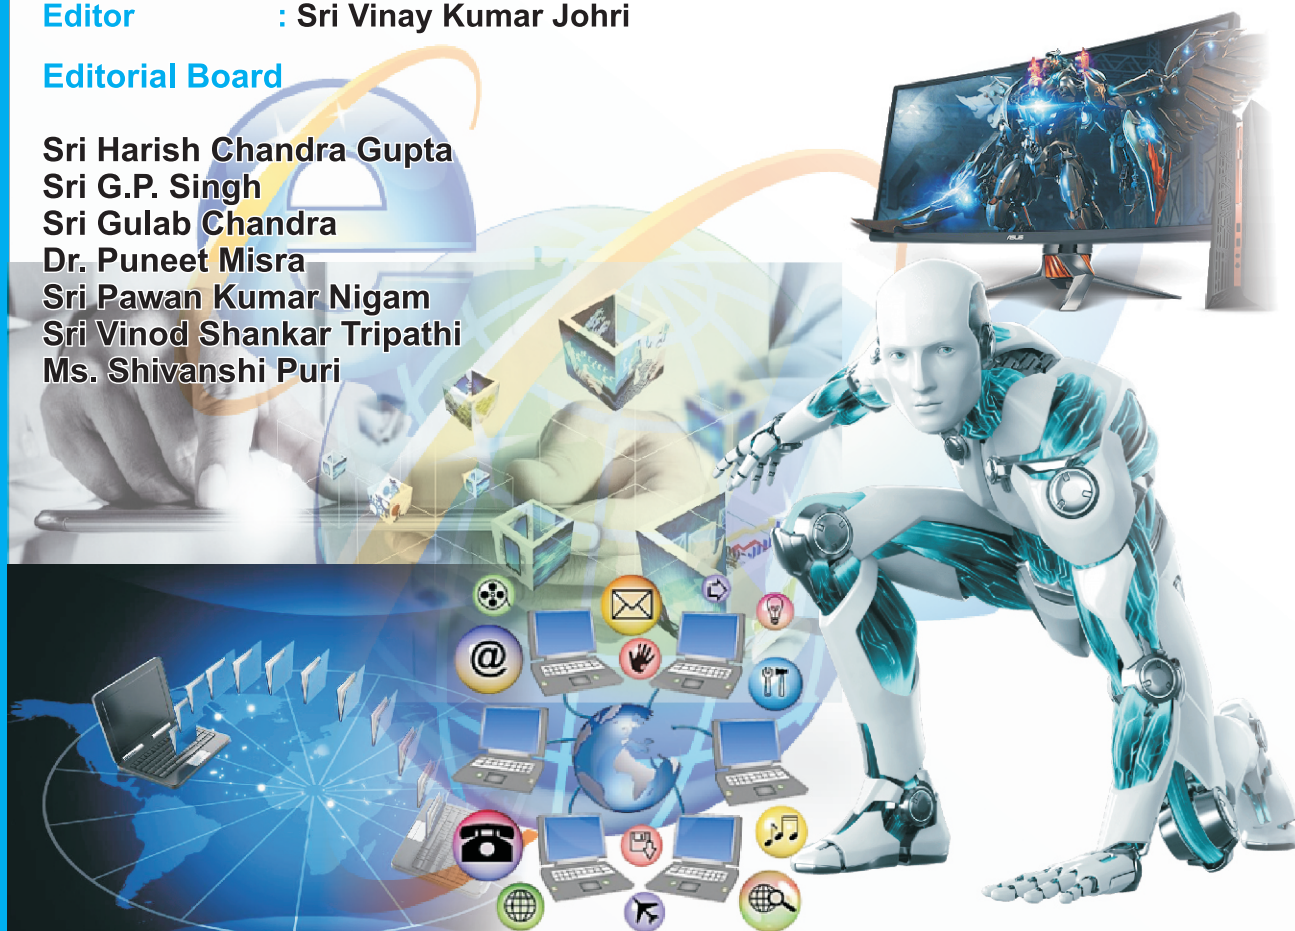 Editor : Sri Vinay Kumar Johri
Editorial Board
Sri Harish Chandra Gupta
Sri G.P. Singh
Sri Gulab Chandra
Dr. Puneet Misra
Sri Pawan Kumar Nigam
Sri Vinod Shankar Tripathi
Ms. Shivanshi Puri
ASUS
@